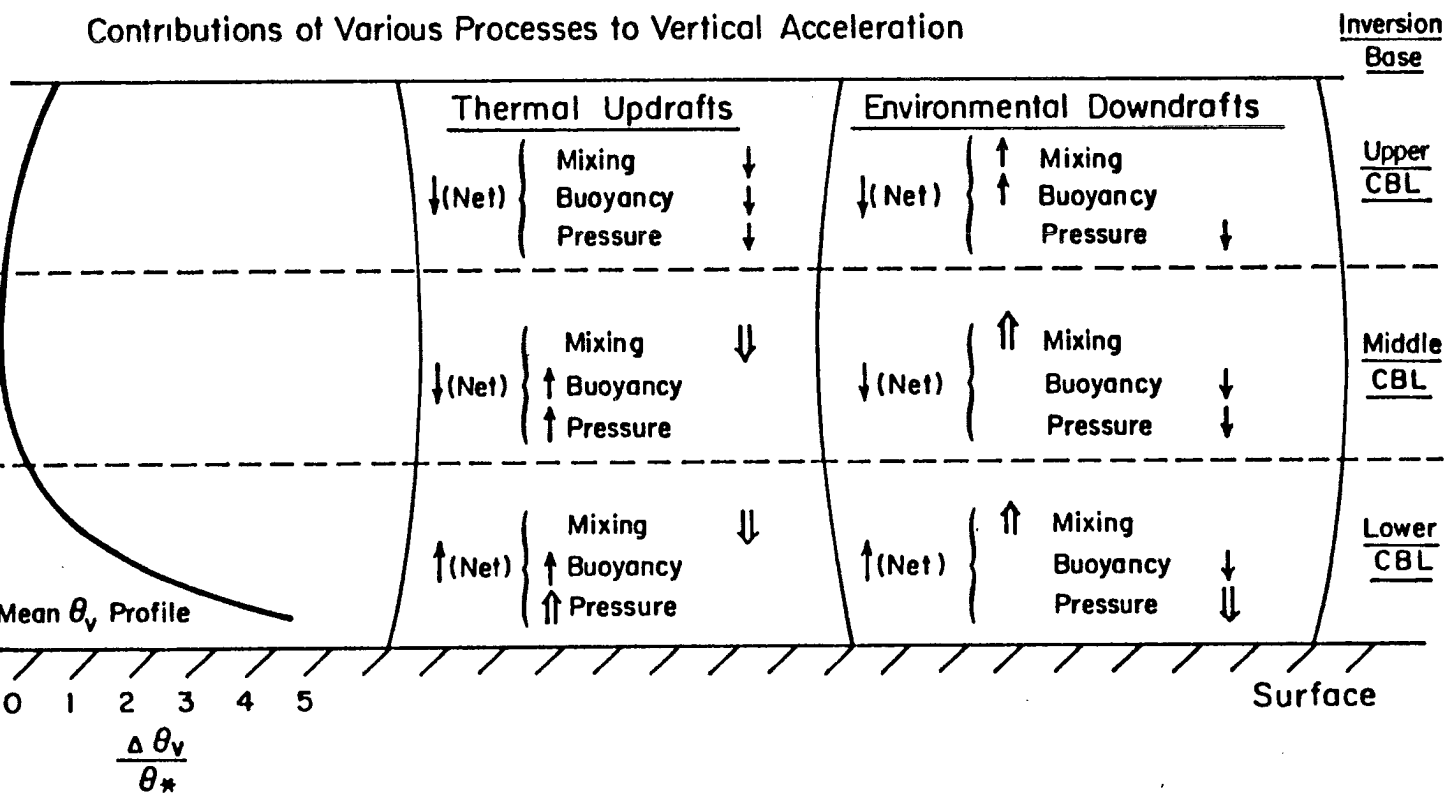 Contributions of Various Processes to Vertical Acceleration
Inversion
Base
Thermal Updrafts
Environmental Downdrafts
↓(Net) Mixing ↓
Buoyancy ↓
Pressure ↓
↓(Net) ↑ Mixing
↑ Buoyancy
Pressure ↓
Upper
CBL
↓(Net) Mixing ⇓
↑ Buoyancy
↑ Pressure
↓(Net) ⇑ Mixing
Buoyancy ↓
Pressure ↓
Middle
CBL
↑(Net) Mixing ⇓
↑ Buoyancy
⇑ Pressure
↑(Net) ⇑ Mixing
Buoyancy ↓
Pressure ⇓
Lower
CBL
Mean θv Profile
0 1 2 3 4 5
Surface
Δ θv
θ*